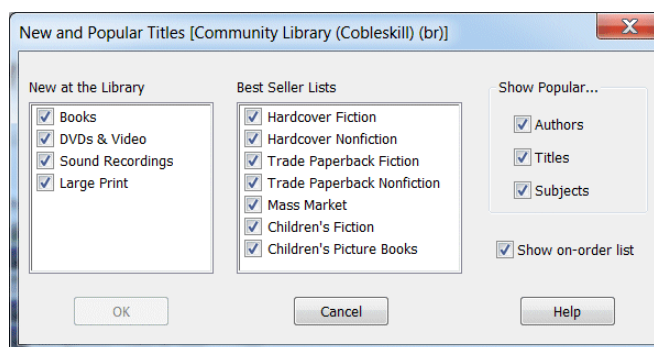 New and Popular Titles [Community Library (Cobleskill) (br)]
New at the Library
Books
DVDs & Video
Sound Recordings
Large Print
Best Seller Lists
Hardcover Fiction
Hardcover Nonfiction
Trade Paperback Fiction
Trade Paperback Nonfiction
Mass Market
Children's Fiction
Children's Picture Books
Show Popular...
Authors
Titles
Subjects
Show on-order list
OK
Cancel
Help